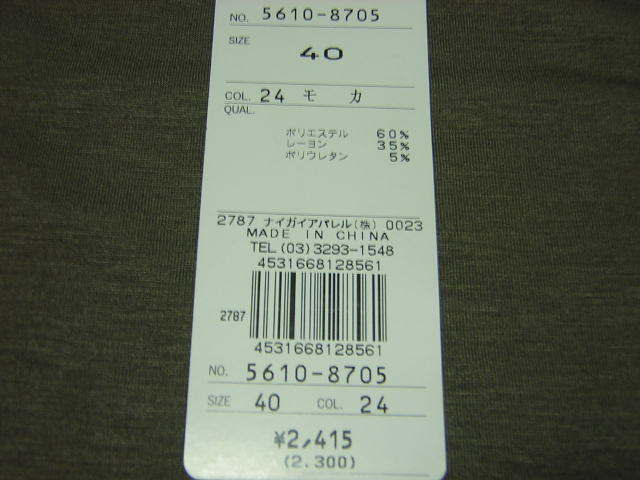 NO. 5610-8705
SIZE
40
COL. 24 モ カ
QUAL.
ポリエステル 60%
レーヨン 35%
ポリウレタン 5%
2787 ナイガイアパレル(株) 0023
MADE IN CHINA
TEL (03)3293-1548
4531668128561
2787
4531668128561
NO. 5610-8705
SIZE 40 COL. 24
¥2,415
(2.300)